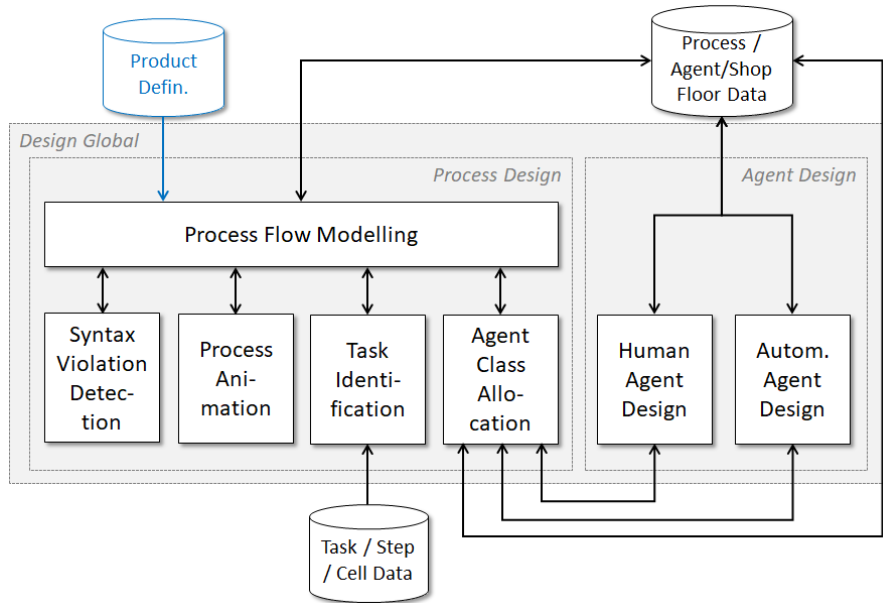 Product
Defin.
Process /
Agent/Shop
Floor Data
Design Global
Process Design
Agent Design
Process Flow Modelling
Syntax
Violation
Detec-
tion
Process
Ani-
mation
Task
Identi-
fication
Agent
Class
Allo-
cation
Human
Agent
Design
Autom.
Agent
Design
Task / Step
/ Cell Data